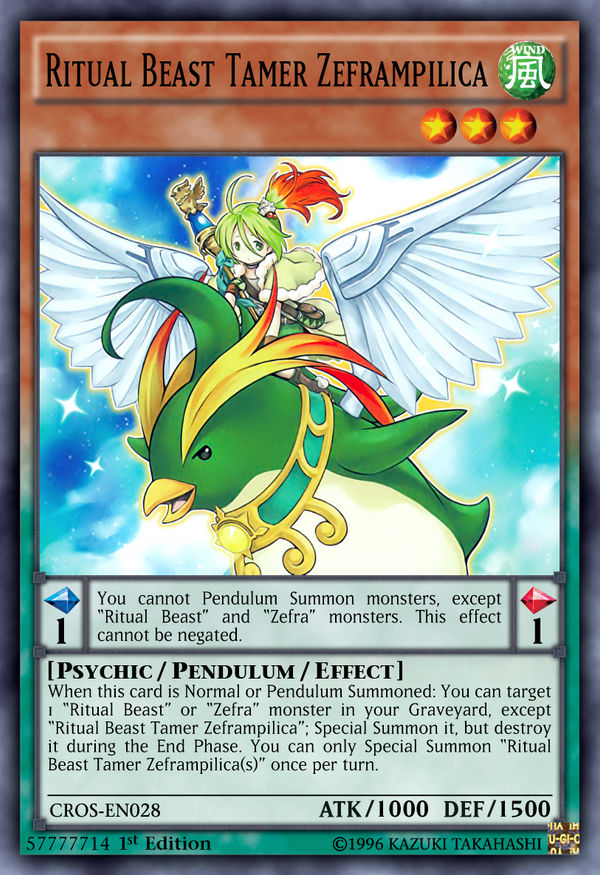 Ritual Beast Tamer Zeframpilica
WIND
風
You cannot Pendulum Summon monsters, except
"Ritual Beast" and "Zefra" monsters. This effect
cannot be negated.
1
1
[Psychic / Pendulum / Effect]
When this card is Normal or Pendulum Summoned: You can target
1 "Ritual Beast" or "Zefra" monster in your Graveyard, except
"Ritual Beast Tamer Zeframpilica"; Special Summon it, but destroy
it during the End Phase. You can only Special Summon "Ritual
Beast Tamer Zeframpilica(s)" once per turn.
CROS-EN028 ATK/1000 DEF/1500
57777714 1st Edition ©1996 KAZUKI TAKAHASHI